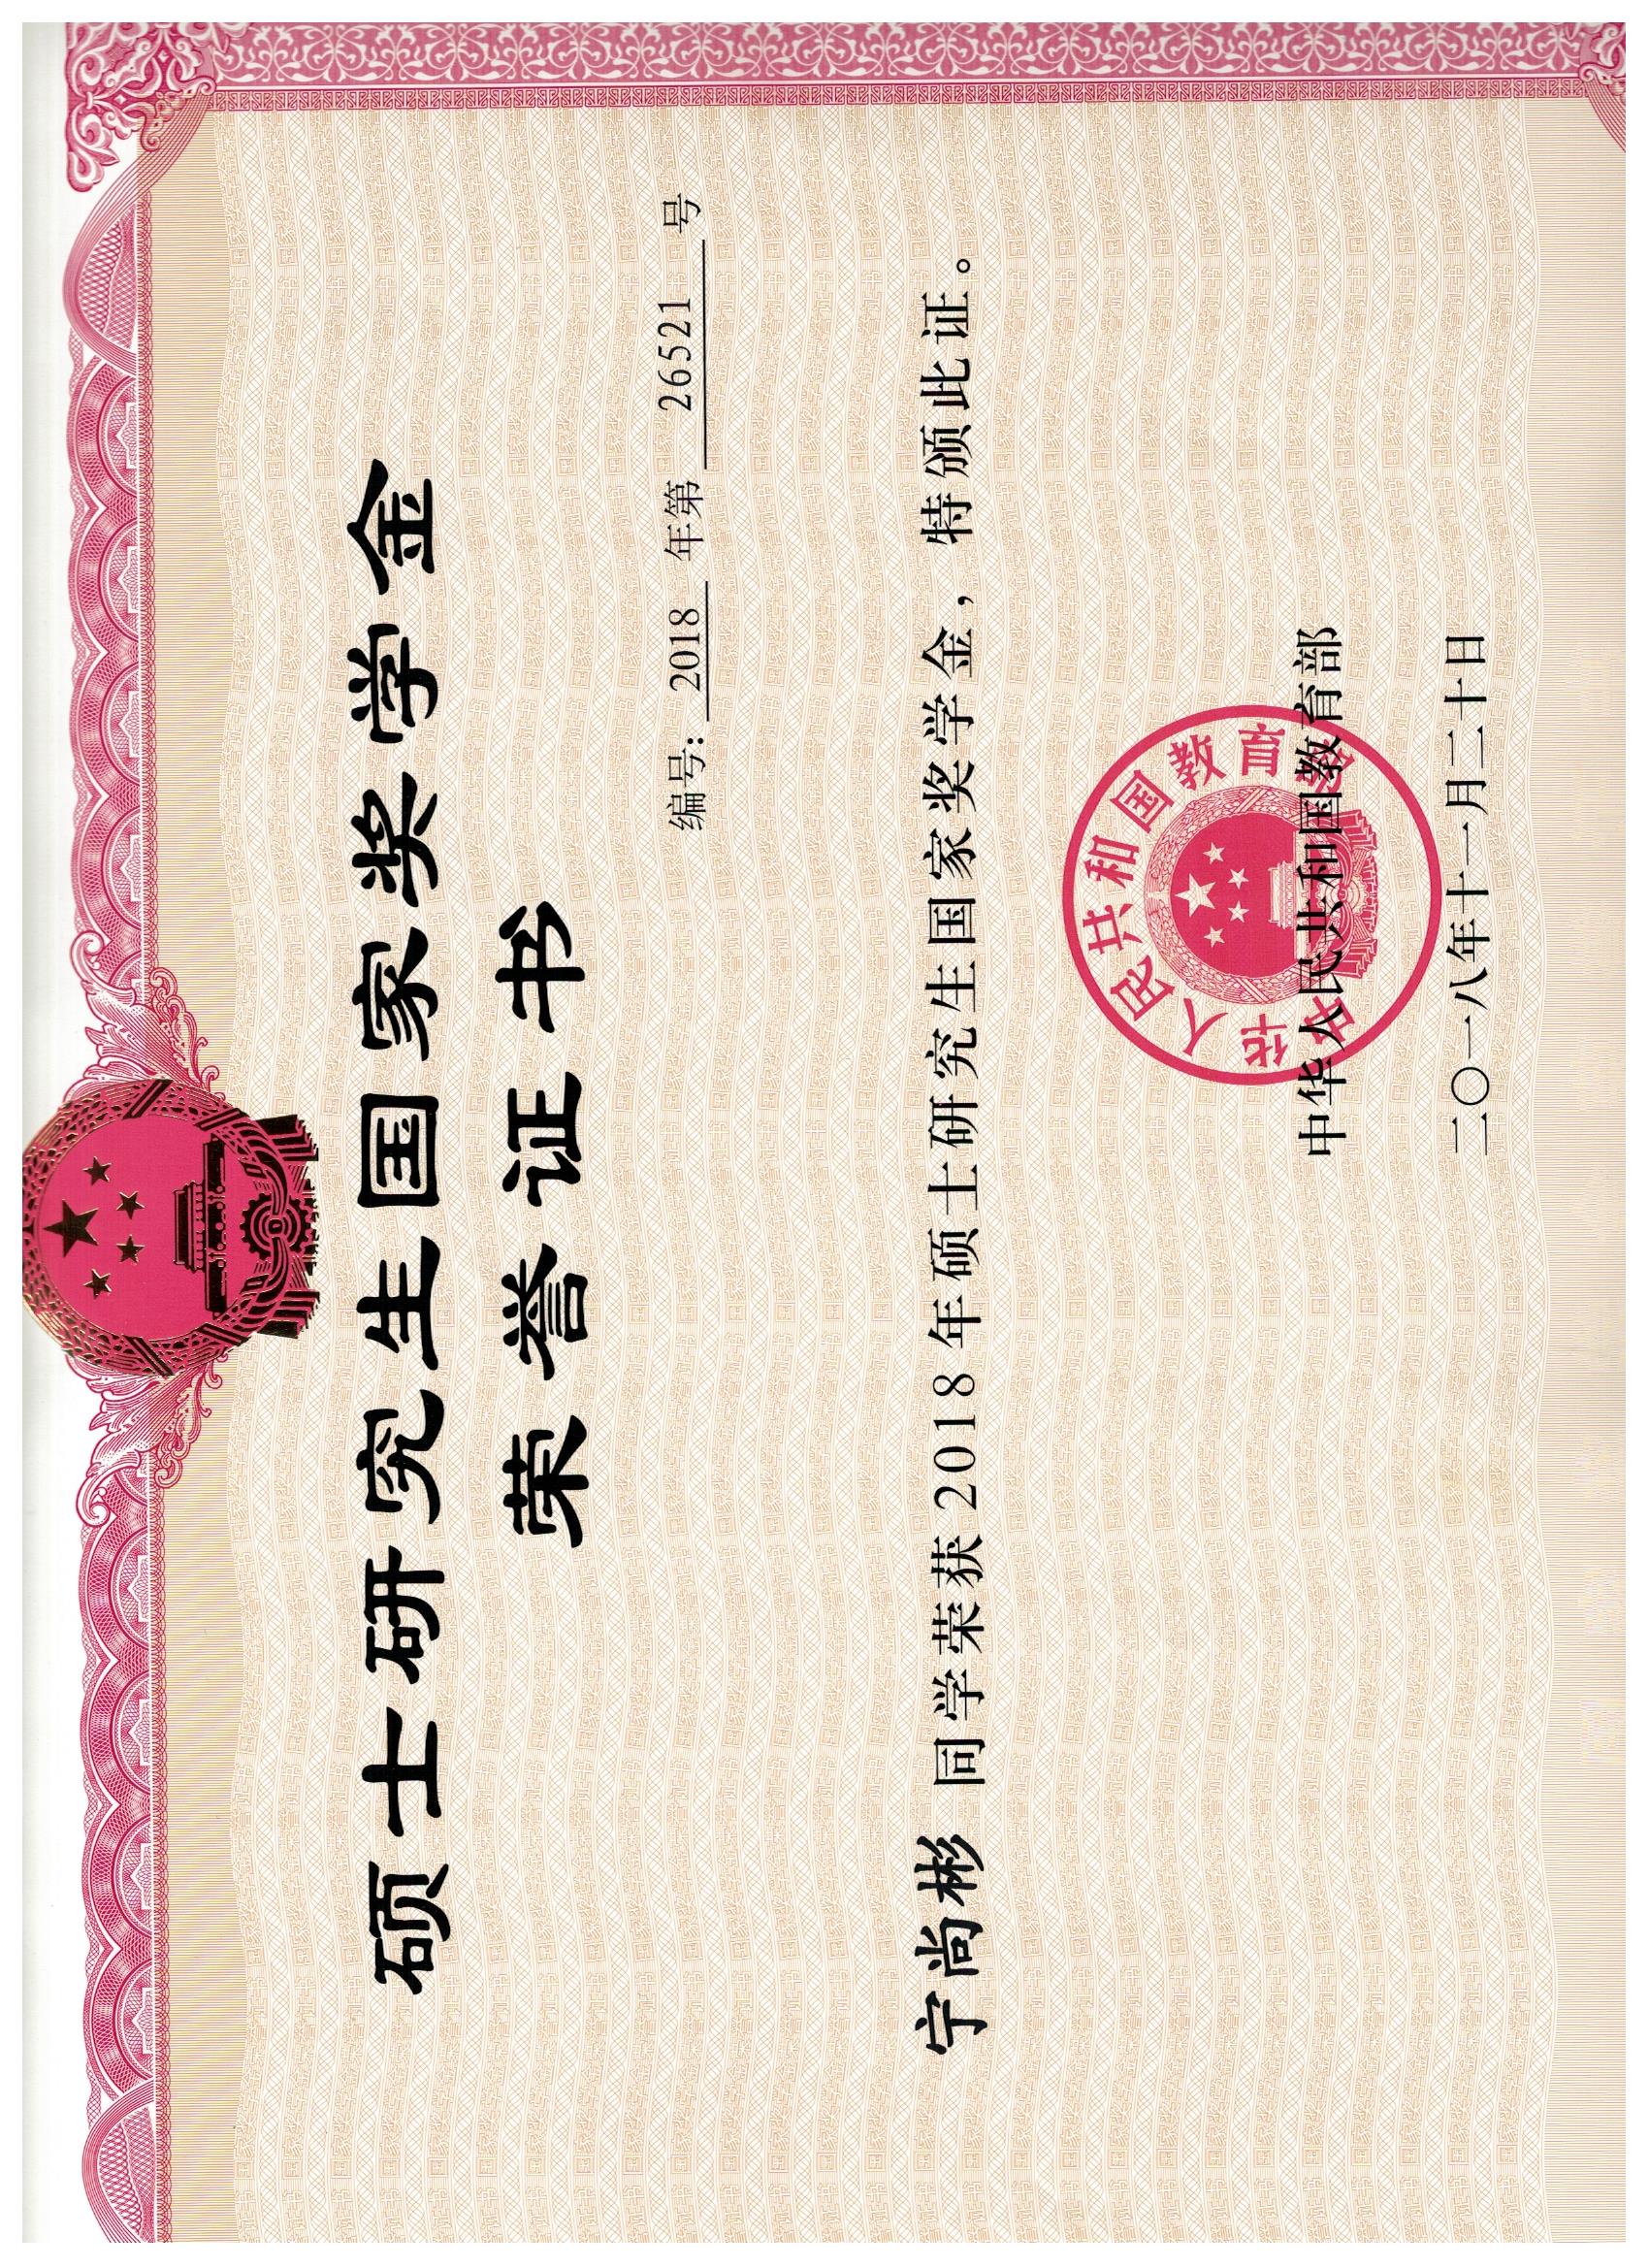 硕士研究生国家奖学金
荣誉证书
编号: 2018 年第 26521 号
宁尚彬 同学荣获2018年硕士研究生国家奖学金，特颁此证。
中华人民共和国教育部
中华人民共和国教育部
二〇一八年十一月二十日